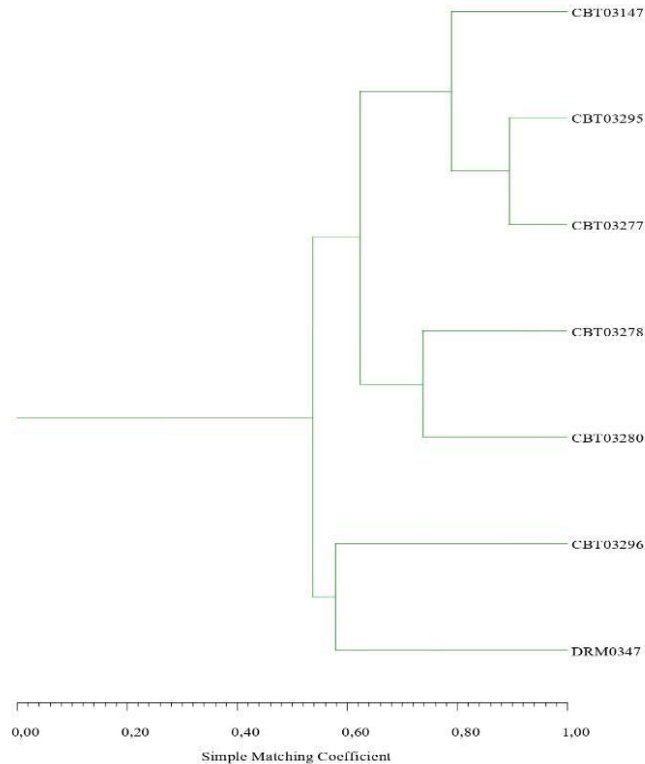 CBT03147
CBT03295
CBT03277
CBT03278
CBT03280
CBT03296
DRM0347
0,00 0,20 0,40 0,60 0,80 1,00
Simple Matching Coefficient